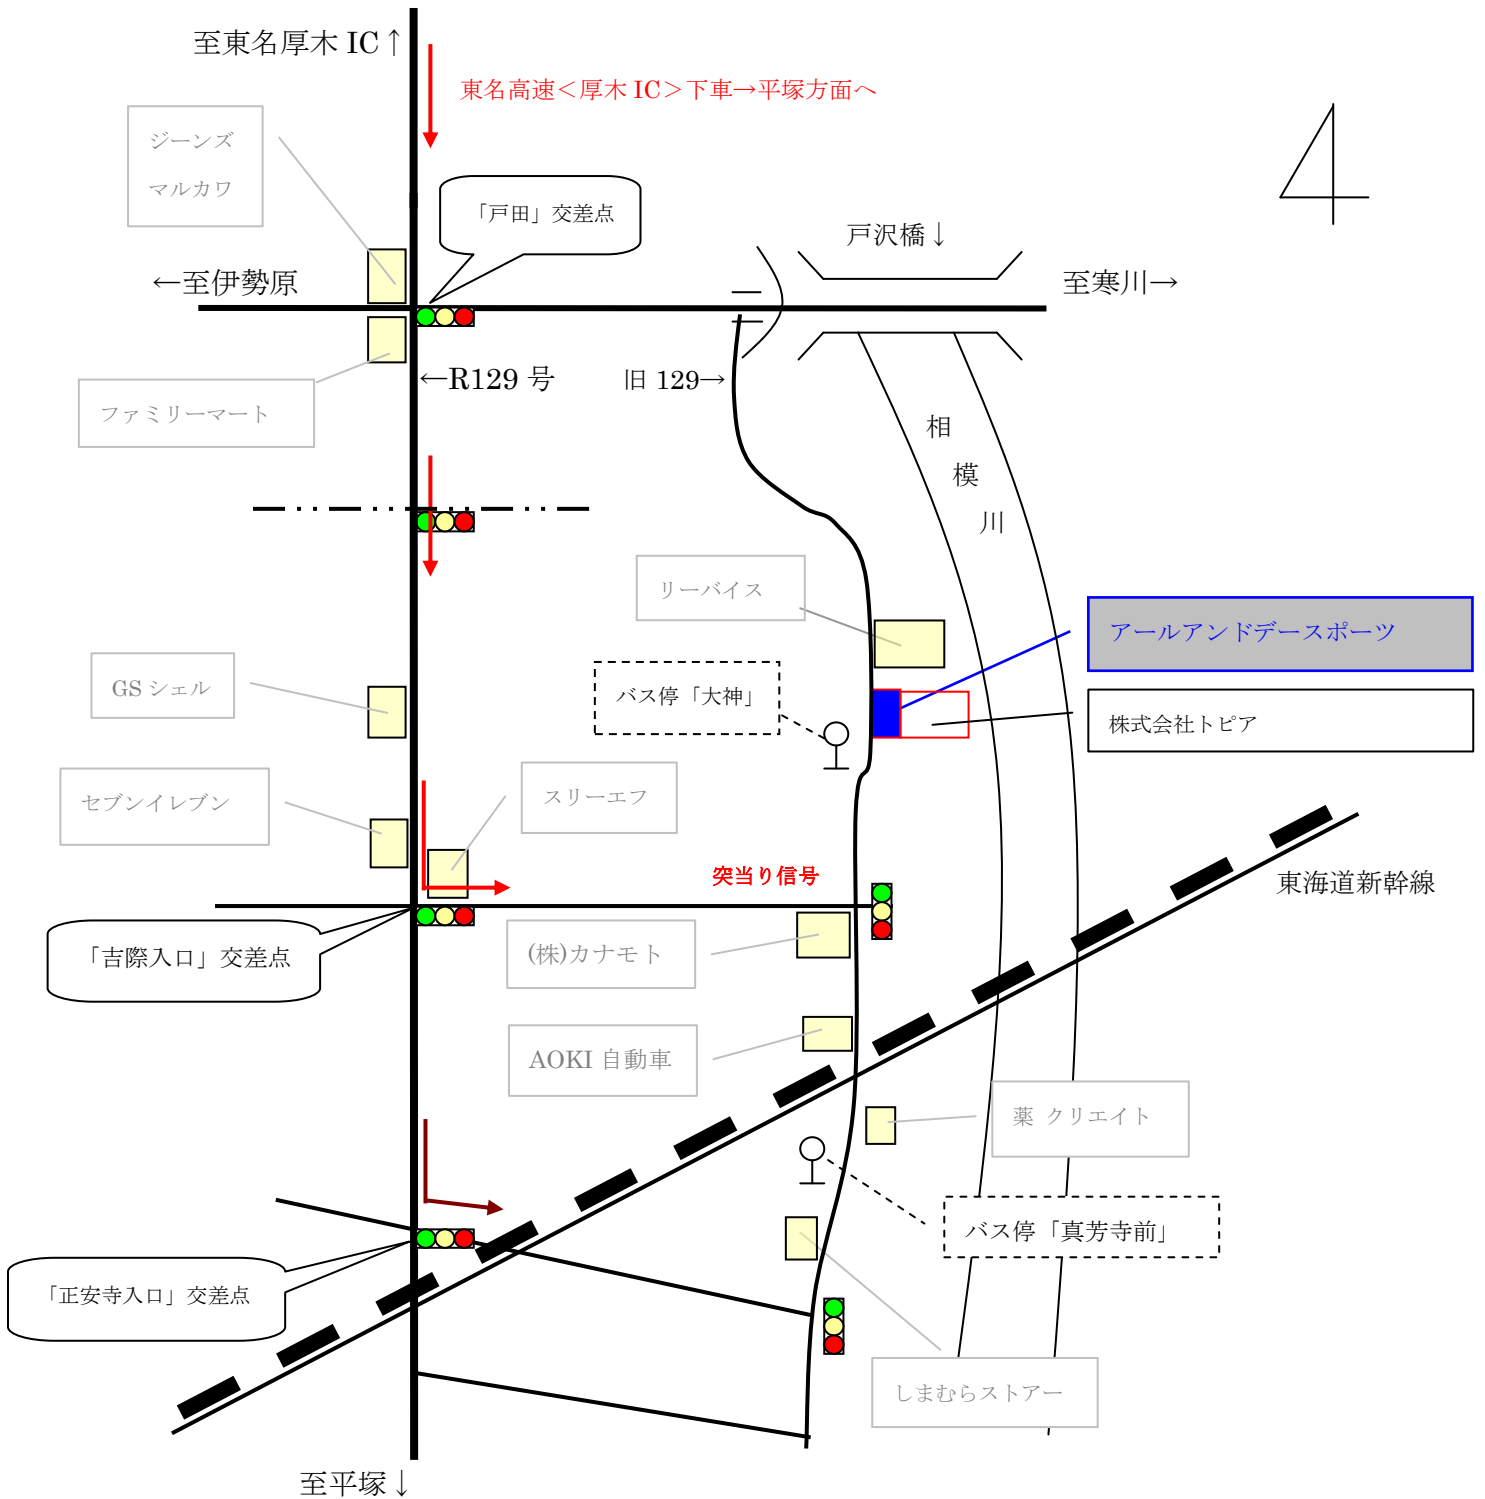 至東名厚木 IC↑
東名高速＜厚木 IC＞下車→平塚方面へ
ジーンズ
マルカワ
「戸田」交差点
戸沢橋↓
←至伊勢原
至寒川→
←R129 号
旧 129→
ファミリーマート
相
模
川
リーバイス
アールアンドデースポーツ
GS シェル
バス停「大神」
株式会社トピア
セブンイレブン
スリーエフ
突当り信号
東海道新幹線
「吉際入口」交差点
(株)カナモト
AOKI 自動車
薬 クリエイト
バス停「真芳寺前」
「正安寺入口」交差点
しまむらストアー
至平塚↓